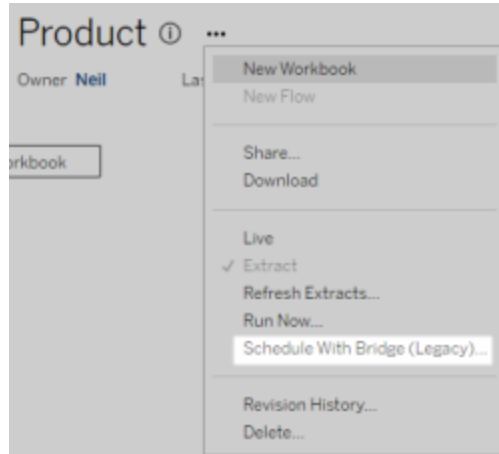 Product ⓘ ···
Owner Neil Las
orkbook
New Workbook
New Flow
Share...
Download
Live
✓ Extract
Refresh Extracts...
Run Now...
Schedule With Bridge (Legacy)...
Revision History...
Delete...